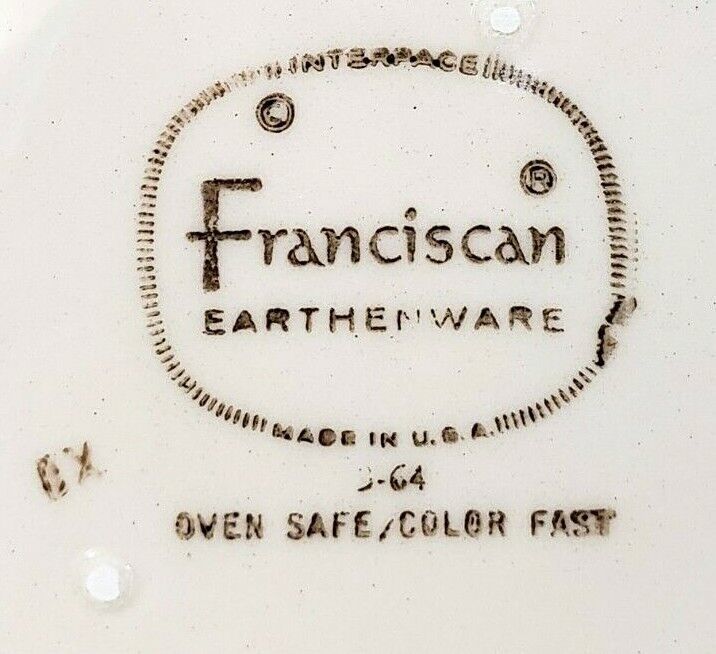 INTERPACE
©
®
Franciscan
EARTHENWARE
MADE IN U.S.A.
-64
OVEN SAFE/COLOR FAST